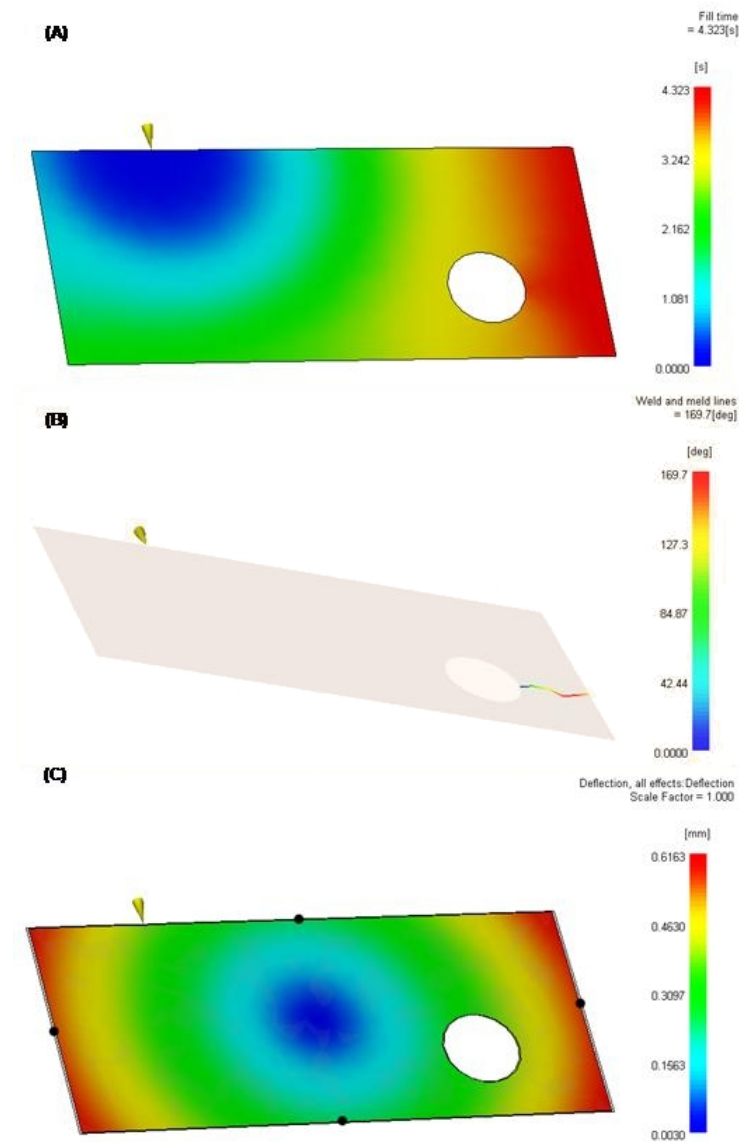 (A)
Fill time
= 4.323[s]
[s]
4.323
3.242
2.162
1.081
0.0000
(B)
Weld and meld lines
= 169.7[deg]
[deg]
169.7
127.3
84.87
42.44
0.0000
(C)
Deflection, all effects:Deflection
Scale Factor = 1.000
[mm]
0.6163
0.4630
0.3097
0.1563
0.0030